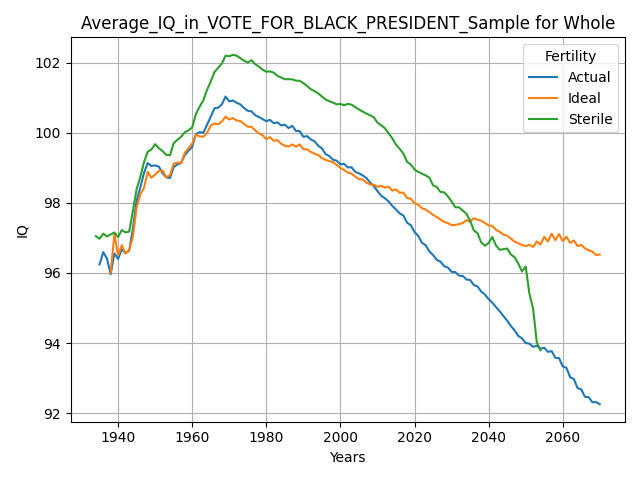 Average_IQ_in_VOTE_FOR_BLACK_PRESIDENT_Sample for Whole
Fertility
Actual
Ideal
Sterile
IQ
102
100
98
96
94
92
1940 1960 1980 2000 2020 2040 2060
Years